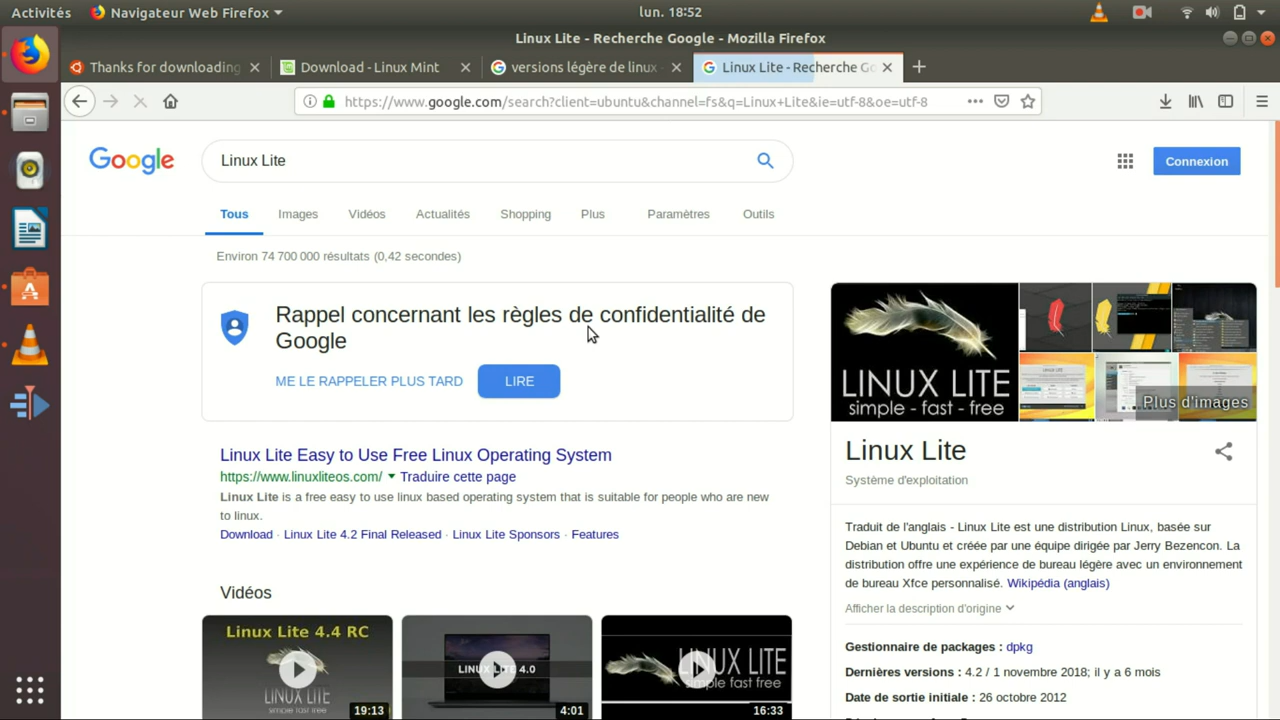 Activités
Navigateur Web Firefox
lun. 18:52
Linux Lite - Recherche Google - Mozilla Firefox
Thanks for downloading
Download - Linux Mint
versions légère de linux -
Linux Lite - Recherche Go
https://www.google.com/search?client=ubuntu&channel=fs&q=Linux+Lite&ie=utf-8&oe=utf-8
Google
Linux Lite
Connexion
Tous
Images
Vidéos
Actualités
Shopping
Plus
Paramètres
Outils
Environ 74 700 000 résultats (0,42 secondes)
Rappel concernant les règles de confidentialité de
Google
ME LE RAPPELER PLUS TARD
LIRE
Linux Lite Easy to Use Free Linux Operating System
https://www.linuxliteos.com/ Traduire cette page
Linux Lite is a free easy to use linux based operating system that is suitable for people who are new
to linux.
Download · Linux Lite 4.2 Final Released · Linux Lite Sponsors · Features
Vidéos
Linux Lite 4.4 RC
LINUX LITE
simple fast free
19:13
LINUX LITE 4.0
4:01
LINUX LITE
simple fast free
16:33
LINUX LITE
simple - fast - free
Plus d'images
Linux Lite
Système d'exploitation
Traduit de l'anglais - Linux Lite est une distribution Linux, basée sur
Debian et Ubuntu et créée par une équipe dirigée par Jerry Bezencon. La
distribution offre une expérience de bureau légère avec un environnement
de bureau Xfce personnalisé. Wikipédia (anglais)
Afficher la description d'origine
Gestionnaire de packages : dpkg
Dernières versions : 4.2 / 1 novembre 2018; il y a 6 mois
Date de sortie initiale : 26 octobre 2012